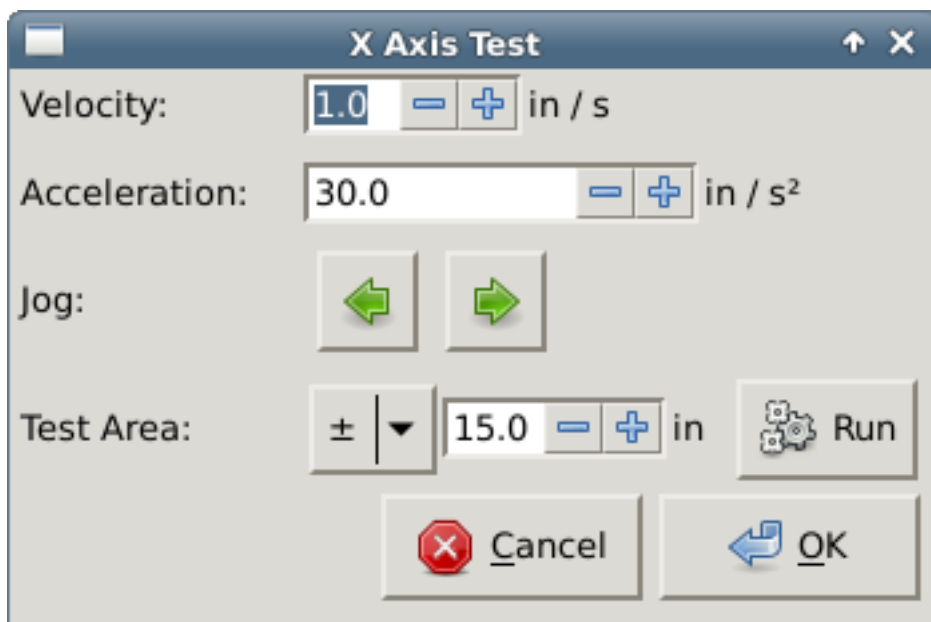 X Axis Test
Velocity: 1.0 in / s
Acceleration: 30.0 in / s²
Jog:
Test Area: ± 15.0 in Run
Cancel OK